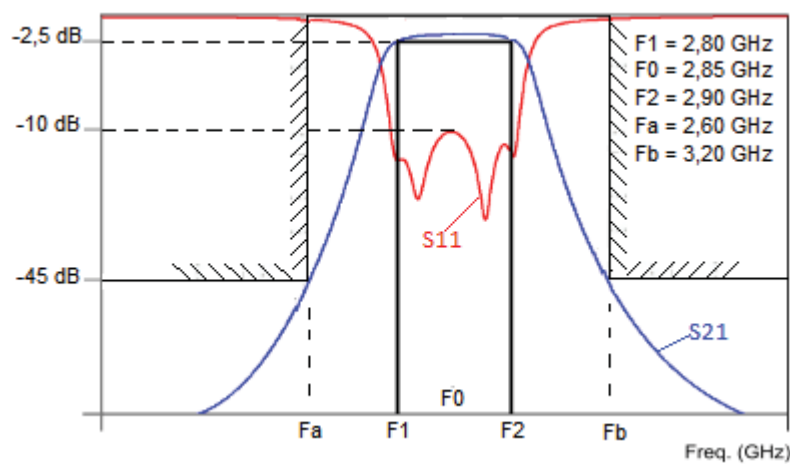 -2,5 dB
-10 dB
-45 dB
F1 = 2,80 GHz
F0 = 2,85 GHz
F2 = 2,90 GHz
Fa = 2,60 GHz
Fb = 3,20 GHz
S11
S21
F0
Fa
F1
F2
Fb
Freq. (GHz)